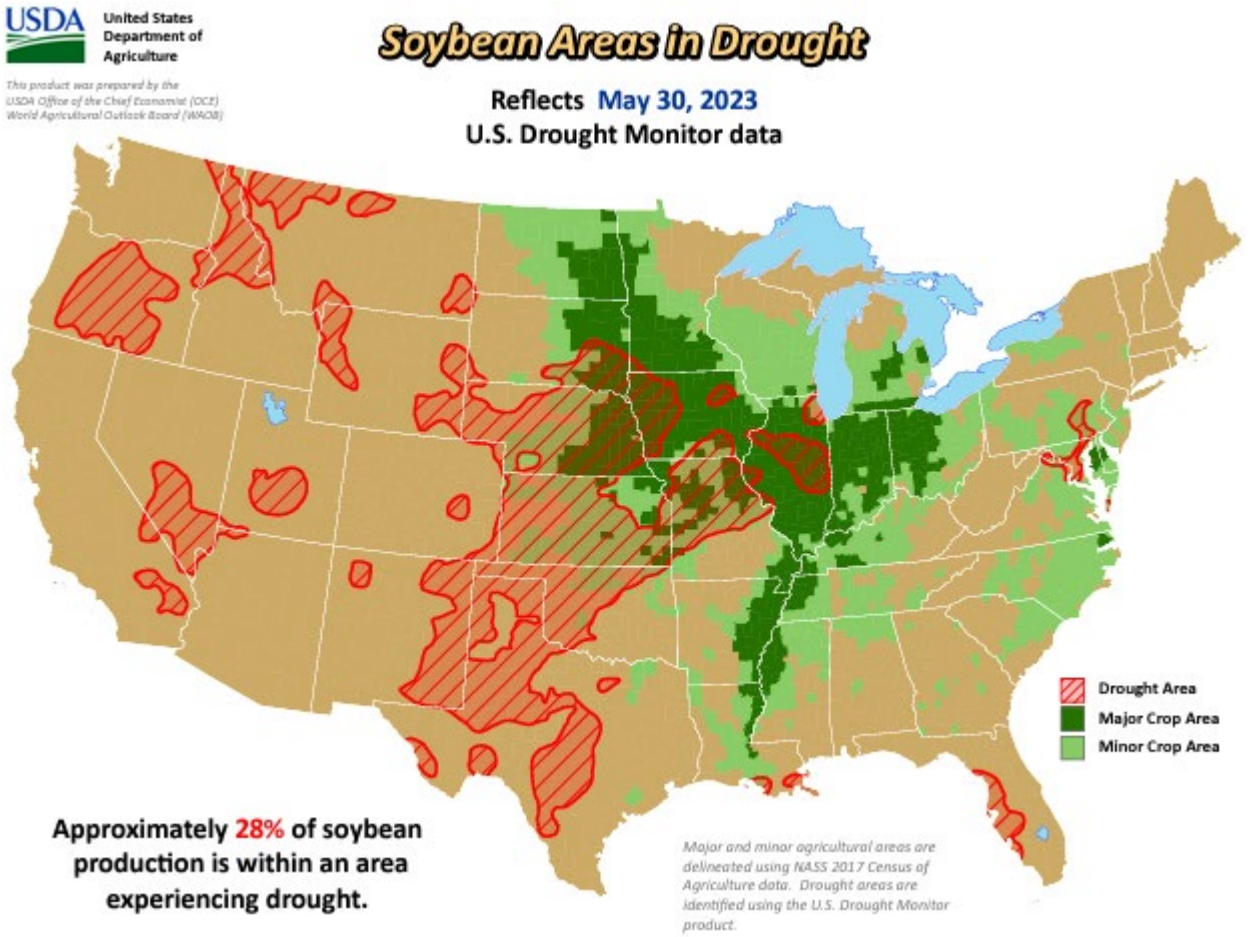 USDA
United States
Department of
Agriculture
This product was prepared by the
USDA Office of the Chief Economist (OCE)
World Agricultural Outlook Board (WAOB)
Soybean Areas in Drought
Reflects May 30, 2023
U.S. Drought Monitor data
Drought Area
Major Crop Area
Minor Crop Area
Approximately 28% of soybean
production is within an area
experiencing drought.
Major and minor agricultural areas are
delineated using NASS 2017 Census of
Agriculture data. Drought areas are
identified using the U.S. Drought Monitor
product.